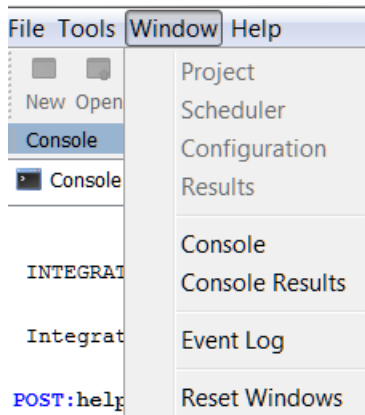 File Tools Window Help
Project
New Open
Scheduler
Console
Configuration
Console
Results
Console
INTEGRAT
Console Results
Integrat
Event Log
POST:help
Reset Windows